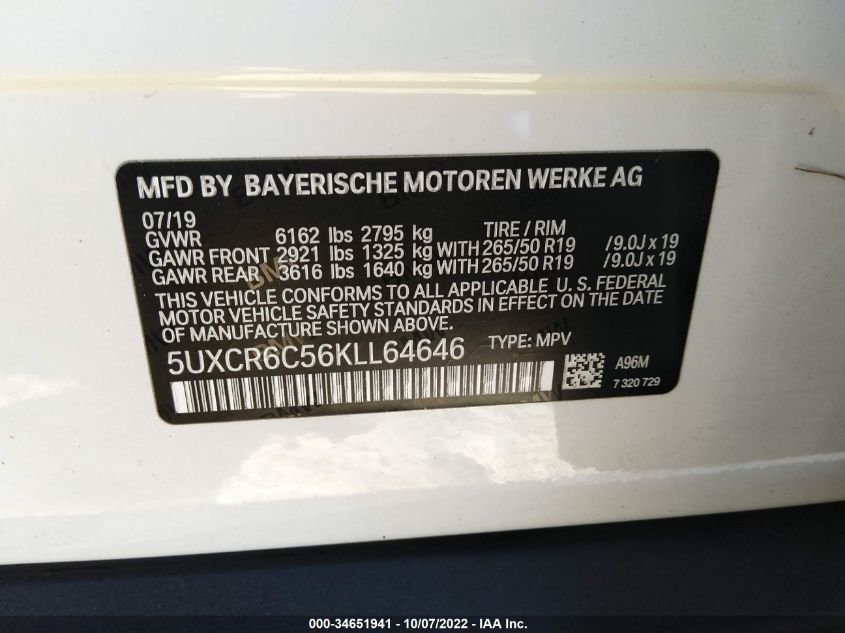 MFD BY BAYERISCHE MOTOREN WERKE AG
07/19 TIRE / RIM
GVWR 6162 lbs 2795 kg
GAWR FRONT 2921 lbs 1325 kg WITH 265/50 R19 /9.0J x 19
GAWR REAR 3616 lbs 1640 kg WITH 265/50 R19 /9.0J x 19
THIS VEHICLE CONFORMS TO ALL APPLICABLE U. S. FEDERAL
MOTOR VEHICLE SAFETY STANDARDS IN EFFECT ON THE DATE
OF MANUFACTURE SHOWN ABOVE.
5UXCR6C56KLL64646 TYPE: MPV
A96M
7 320 729
000-34651941 - 10/07/2022 - IAA Inc.